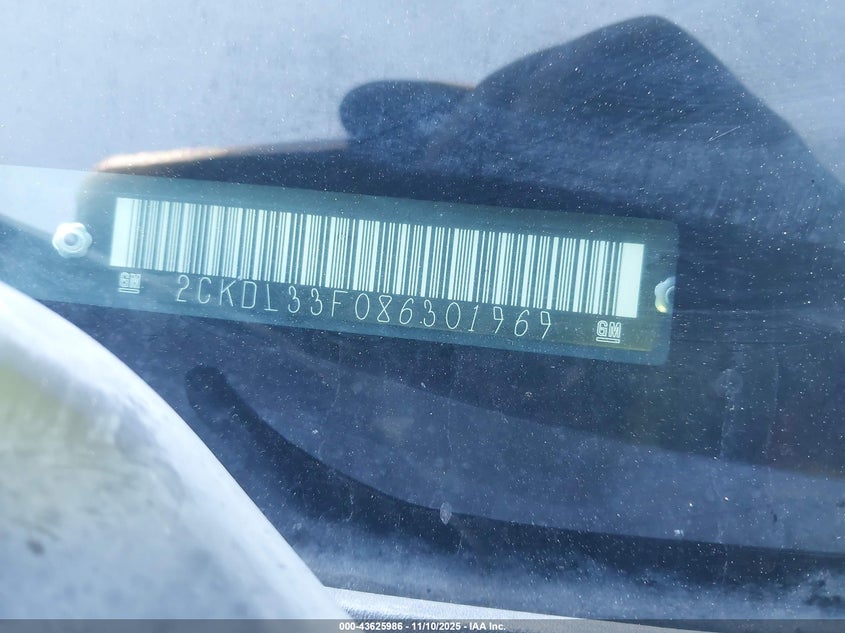 GM 2CKDL33F086301969 GM
000-43625986 - 11/10/2025 - IAA Inc.